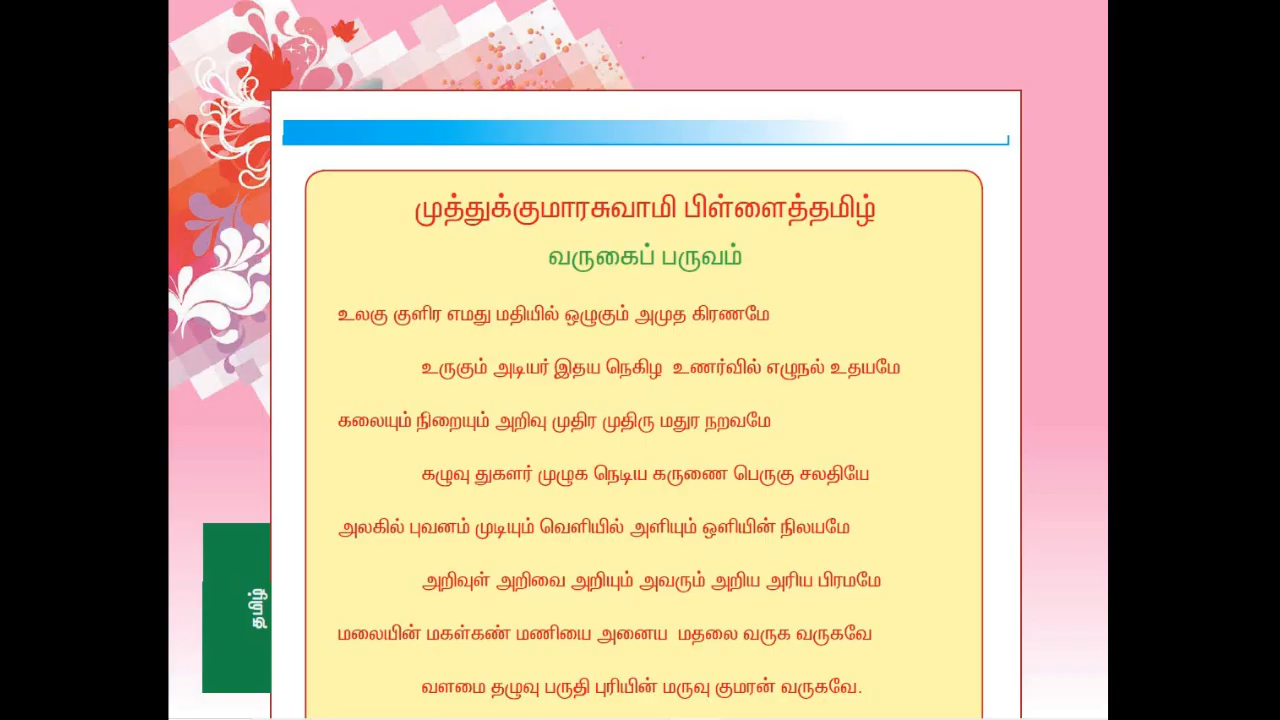 முத்துக்குமாரசுவாமி பிள்ளைத்தமிழ்
வருகைப் பருவம்
உலகு குளிர எமது மதியில் ஒழுகும் அமுத கிரணமே
உருகும் அடியர் இதய நெகிழ உணர்வில் எழுநல் உதயமே
கலையும் நிறையும் அறிவு முதிர முதிரு மதுர நறவமே
கழுவு துகளர் முழுக நெடிய கருணை பெருகு சலதியே
அலகில் புவனம் முடியும் வெளியில் அளியும் ஒளியின் நிலயமே
அறிவுள் அறிவை அறியும் அவரும் அறிய அரிய பிரமமே
மலையின் மகள்கண் மணியை அனைய மதலை வருக வருகவே
வளமை தழுவு பருதி புரியின் மருவு குமரன் வருகவே.
தமிழ்